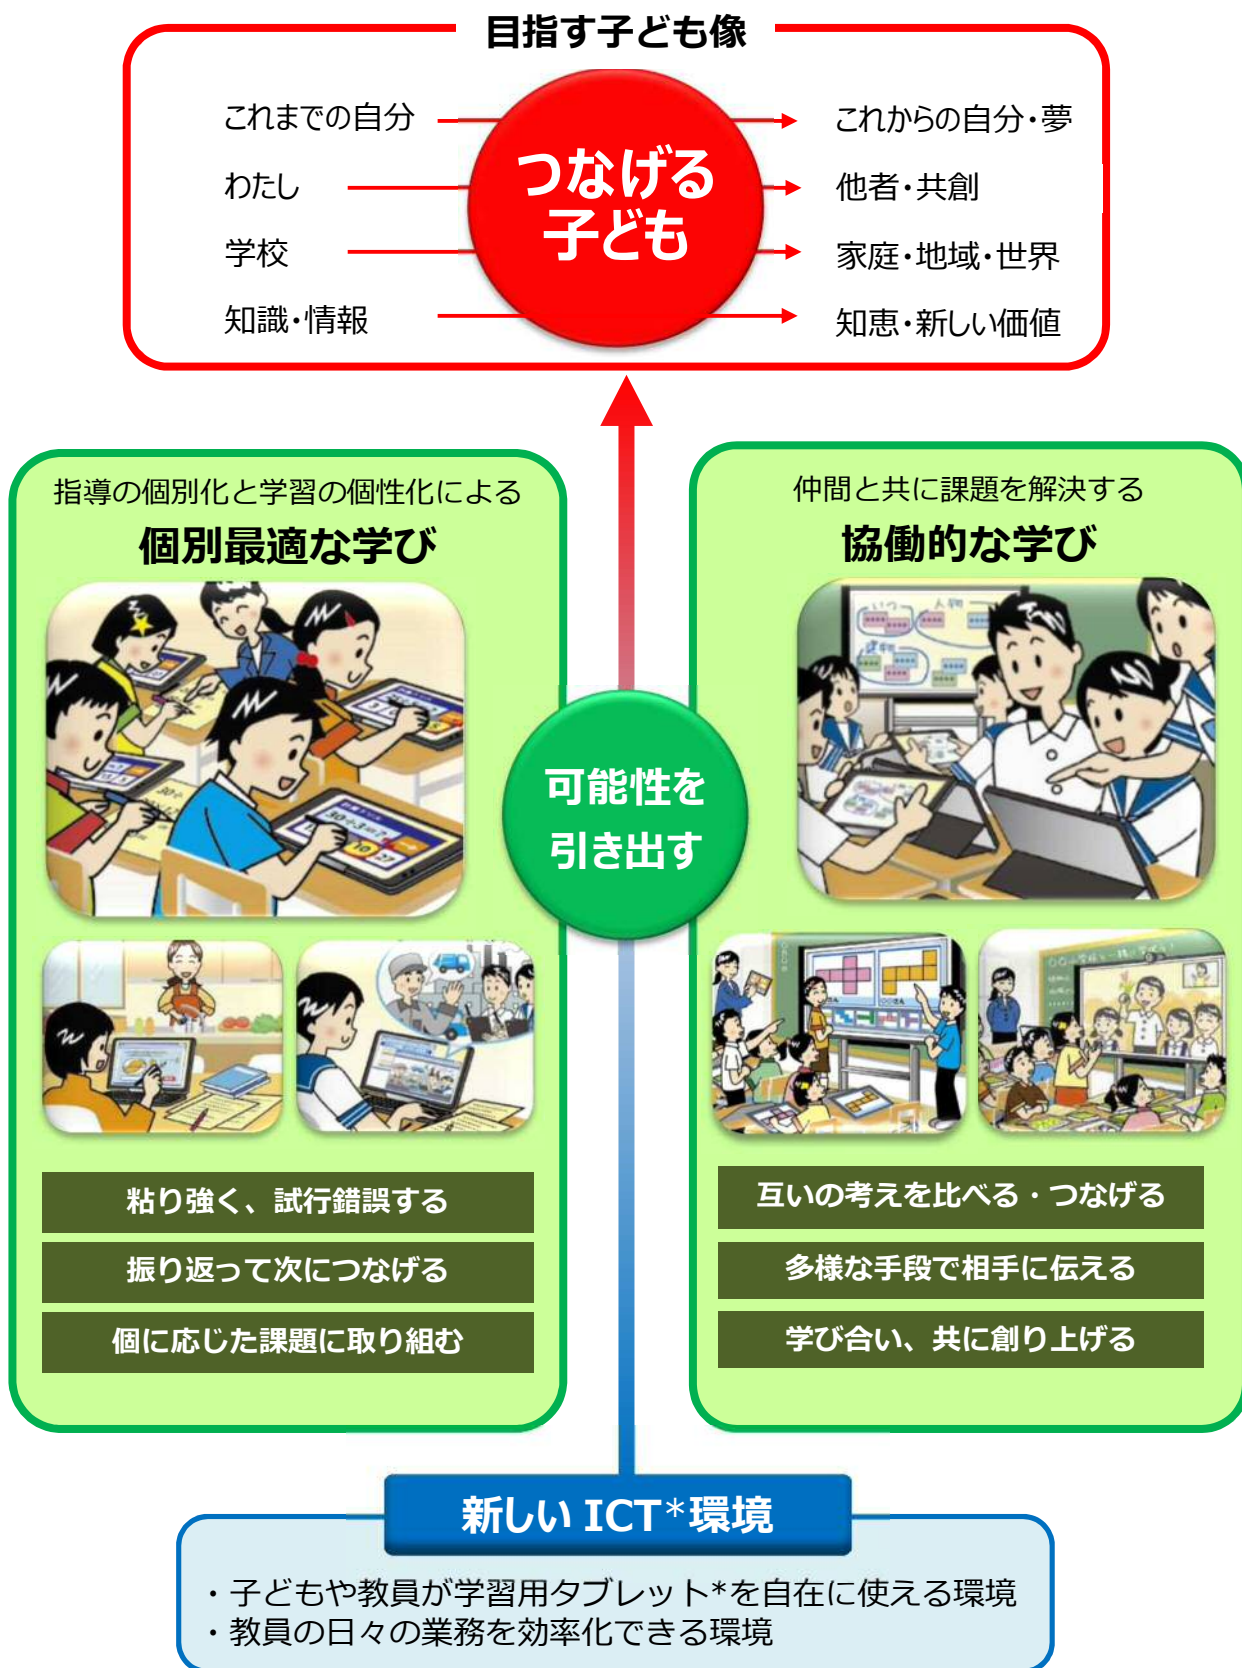 目指す子ども像
これまでの自分
これからの自分・夢
つなげる
子ども
わたし
他者・共創
学校
家庭・地域・世界
知識・情報
知恵・新しい価値
指導の個別化と学習の個性化による
個別最適な学び
仲間と共に課題を解決する
協働的な学び
いつ
人物
30÷3=?
10
27
可能性を
引き出す
粘り強く、試行錯誤する
振り返って次につなげる
個に応じた課題に取り組む
互いの考えを比べる・つなげる
多様な手段で相手に伝える
学び合い、共に創り上げる
新しい ICT*環境
・子どもや教員が学習用タブレット*を自在に使える環境
・教員の日々の業務を効率化できる環境